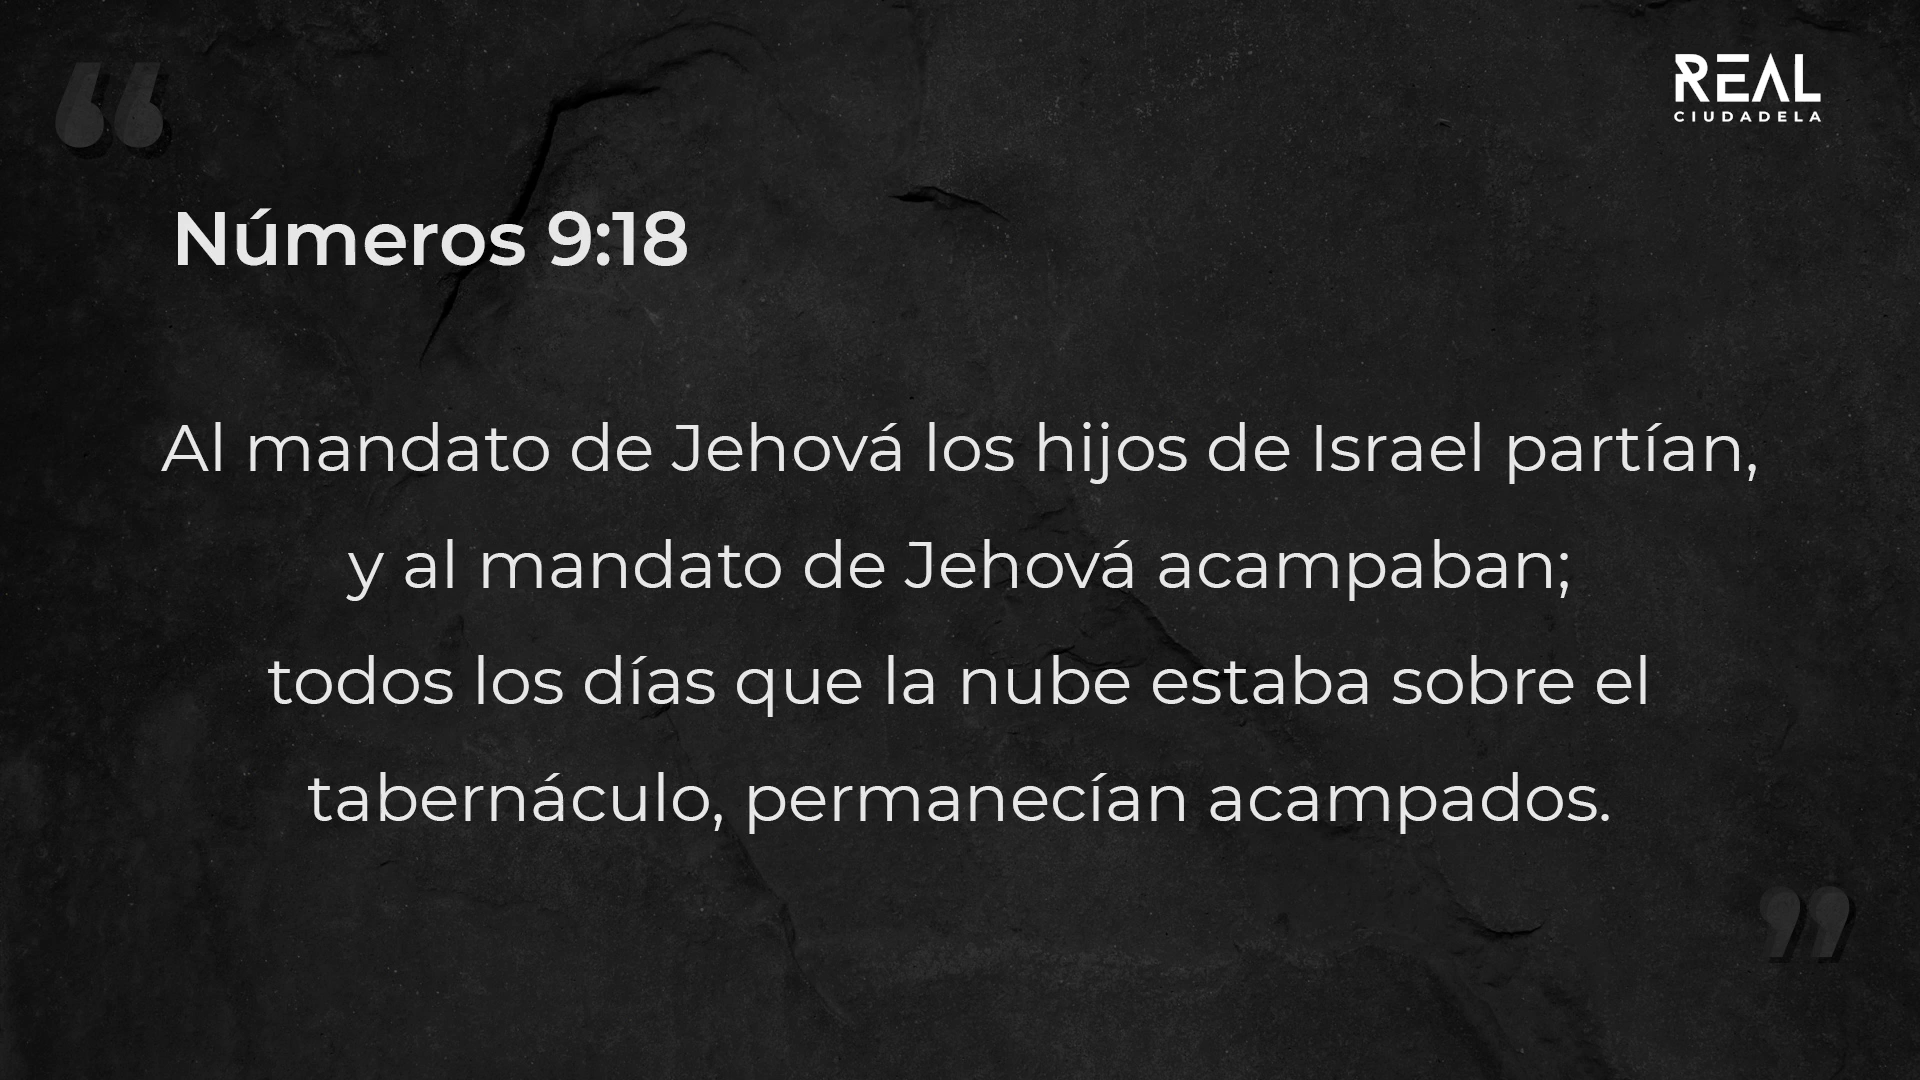 REAL
CIUDADELA
Números 9:18
Al mandato de Jehová los hijos de Israel partían,
y al mandato de Jehová acampaban;
todos los días que la nube estaba sobre el
tabernáculo, permanecían acampados.